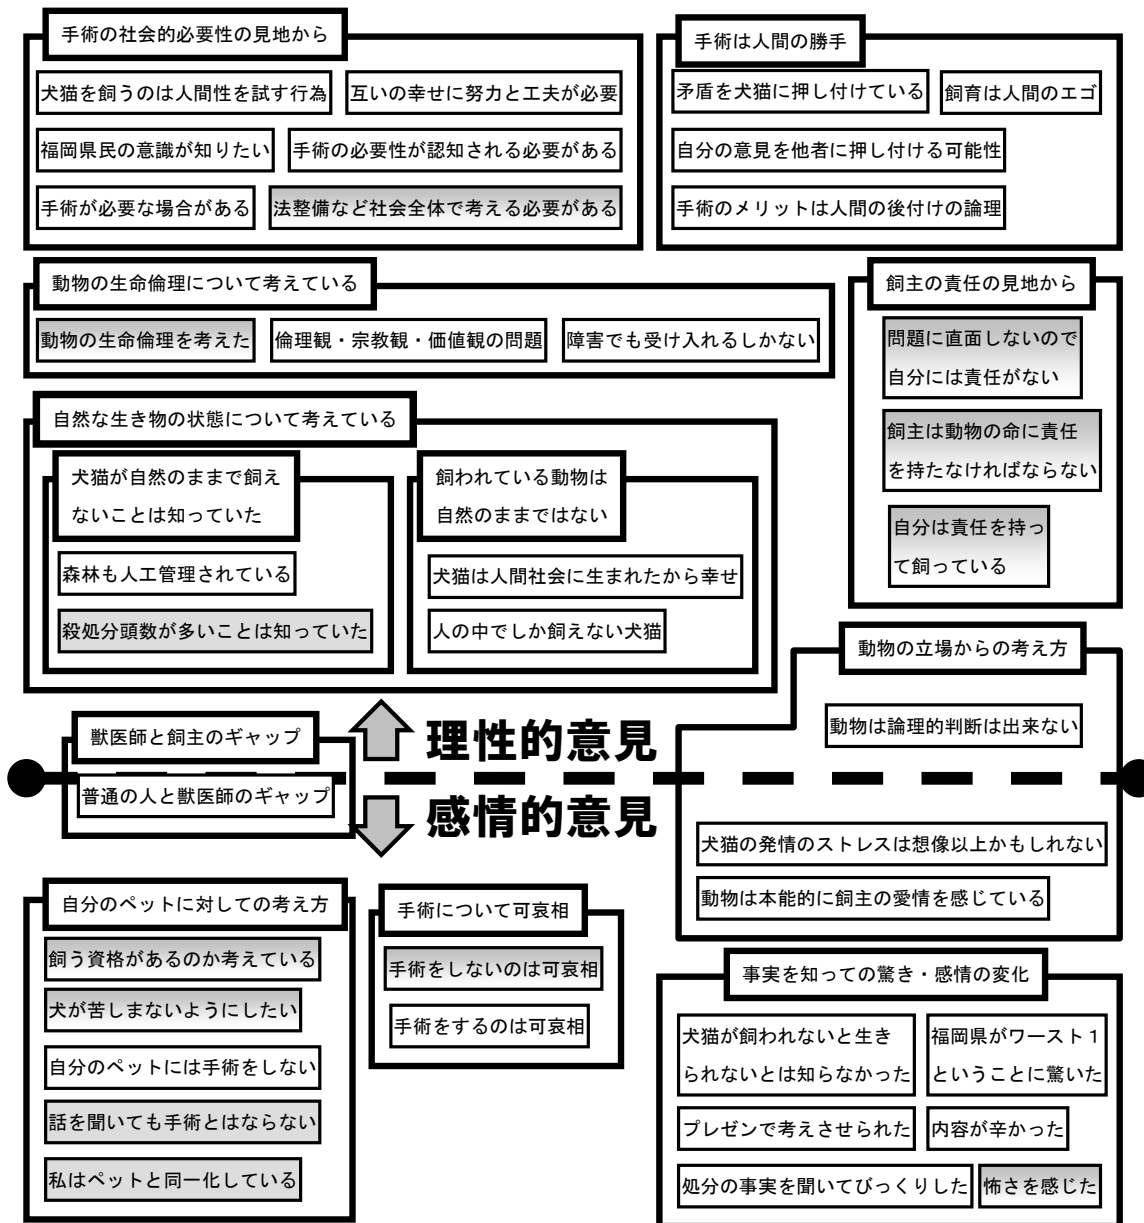 手術の社会的必要性の見地から
犬猫を飼うのは人間性を試す行為
互いの幸せに努力と工夫が必要
福岡県民の意識が知りたい
手術の必要性が認知される必要がある
手術が必要な場合がある
法整備など社会全体で考える必要がある
手術は人間の勝手
矛盾を犬猫に押し付けている
飼育は人間のエゴ
自分の意見を他者に押し付ける可能性
手術のメリットは人間の後付けの論理
動物の生命倫理について考えている
動物の生命倫理を考えた
倫理観・宗教観・価値観の問題
障害でも受け入れるしかない
飼主の責任の見地から
問題に直面しないので
自分には責任がない
飼主は動物の命に責任
を持たなければならない
自分は責任を持っ
て飼っている
自然な生き物の状態について考えている
犬猫が自然のままで飼え
ないことは知っていた
森林も人工管理されている
殺処分頭数が多いことは知っていた
飼われている動物は
自然のままではない
犬猫は人間社会に生まれたから幸せ
人の中でしか飼えない犬猫
動物の立場からの考え方
動物は論理的判断は出来ない
犬猫の発情のストレスは想像以上かもしれない
動物は本能的に飼主の愛情を感じている
獣医師と飼主のギャップ
普通の人と獣医師のギャップ
理性的意見
感情的意見
自分のペットに対しての考え方
飼う資格があるのか考えている
犬が苦しまないようにしたい
自分のペットには手術をしない
話を聞いても手術とはならない
私はペットと同一化している
手術について可哀相
手術をしないのは可哀相
手術をするのは可哀相
事実を知っての驚き・感情の変化
犬猫が飼われないと生き
られないとは知らなかった
福岡県がワースト１
ということに驚いた
プレゼンで考えさせられた
内容が辛かった
処分の事実を聞いてびっくりした
怖さを感じた